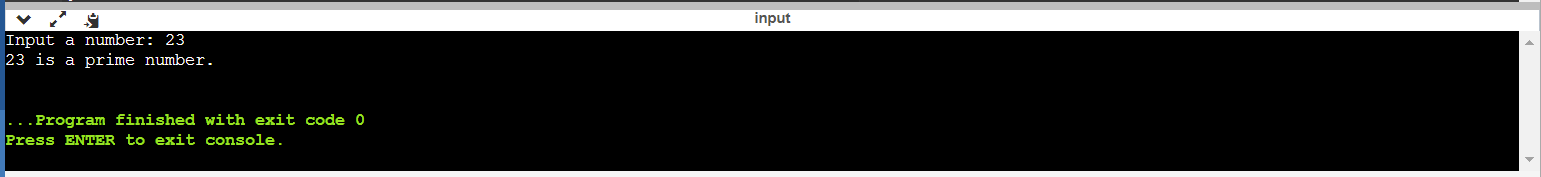 input
Input a number: 23
23 is a prime number.
...Program finished with exit code 0
Press ENTER to exit console.